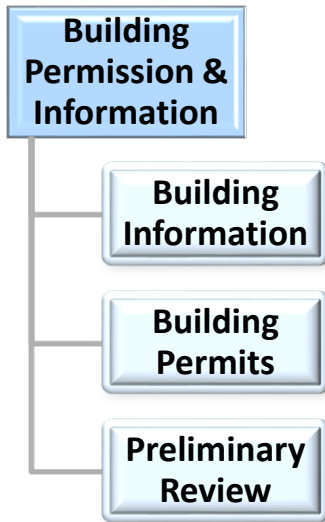 Building
Permission &
Information
Building
Information
Building
Permits
Preliminary
Review